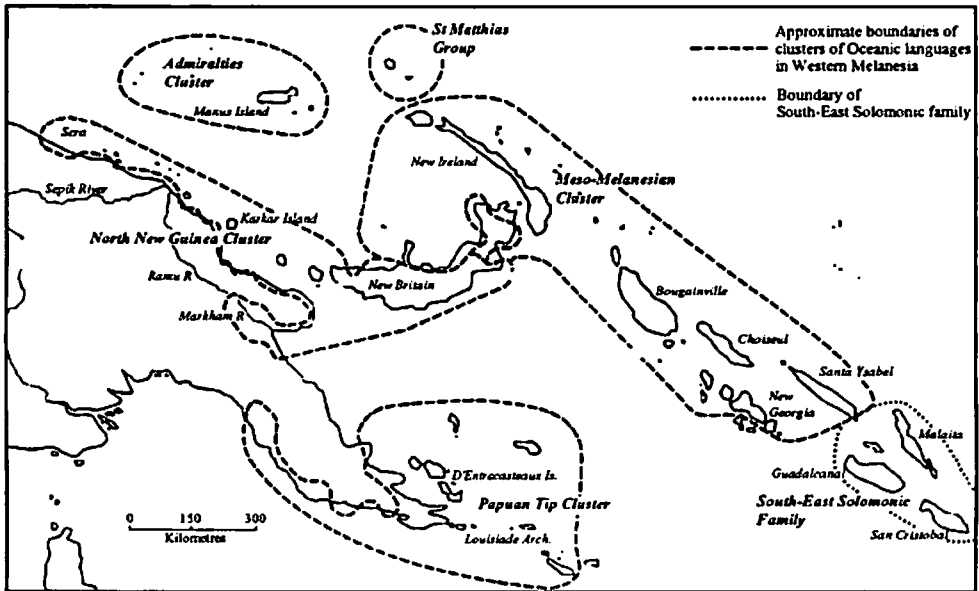 St Matthias
Group
Approximate boundaries of
clusters of Oceanic languages
in Western Melanesia
Boundary of
South-East Solomonic family
Admiralties
Cluster
Manus Island
Sera
Sepik River
New Ireland
Meso-Melanesian
Cluster
Karkar Island
North New Guinea Cluster
Ramu R
New Britain
Markham R
Bougainville
Choiseul
Santa Ysabel
New
Georgia
Malaita
Guadalcana
D'Entrecasteaux Is.
Papuan Tip Cluster
South-East Solomonic
Family
0 150 300
Kilometres
Louisiade Arch.
San Cristobal